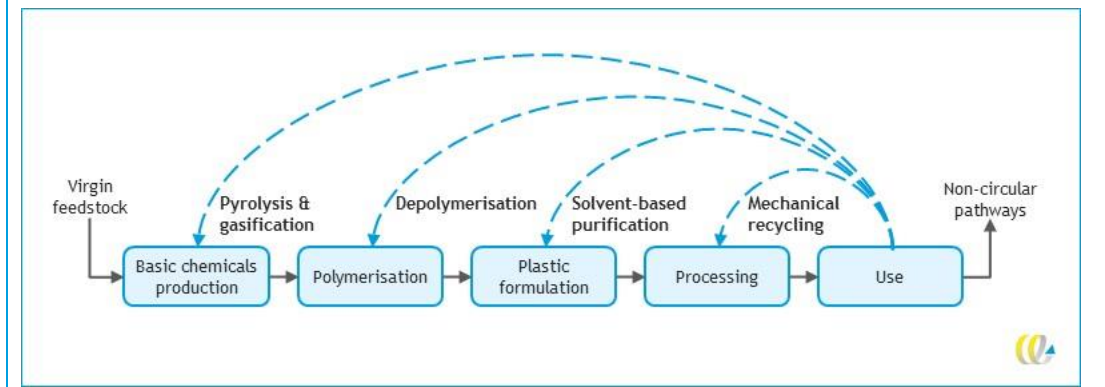 Virgin
feedstock
Pyrolysis &
gasification
Depolymerisation
Solvent-based
purification
Mechanical
recycling
Non-circular
pathways
Basic chemicals
production
Polymerisation
Plastic
formulation
Processing
Use